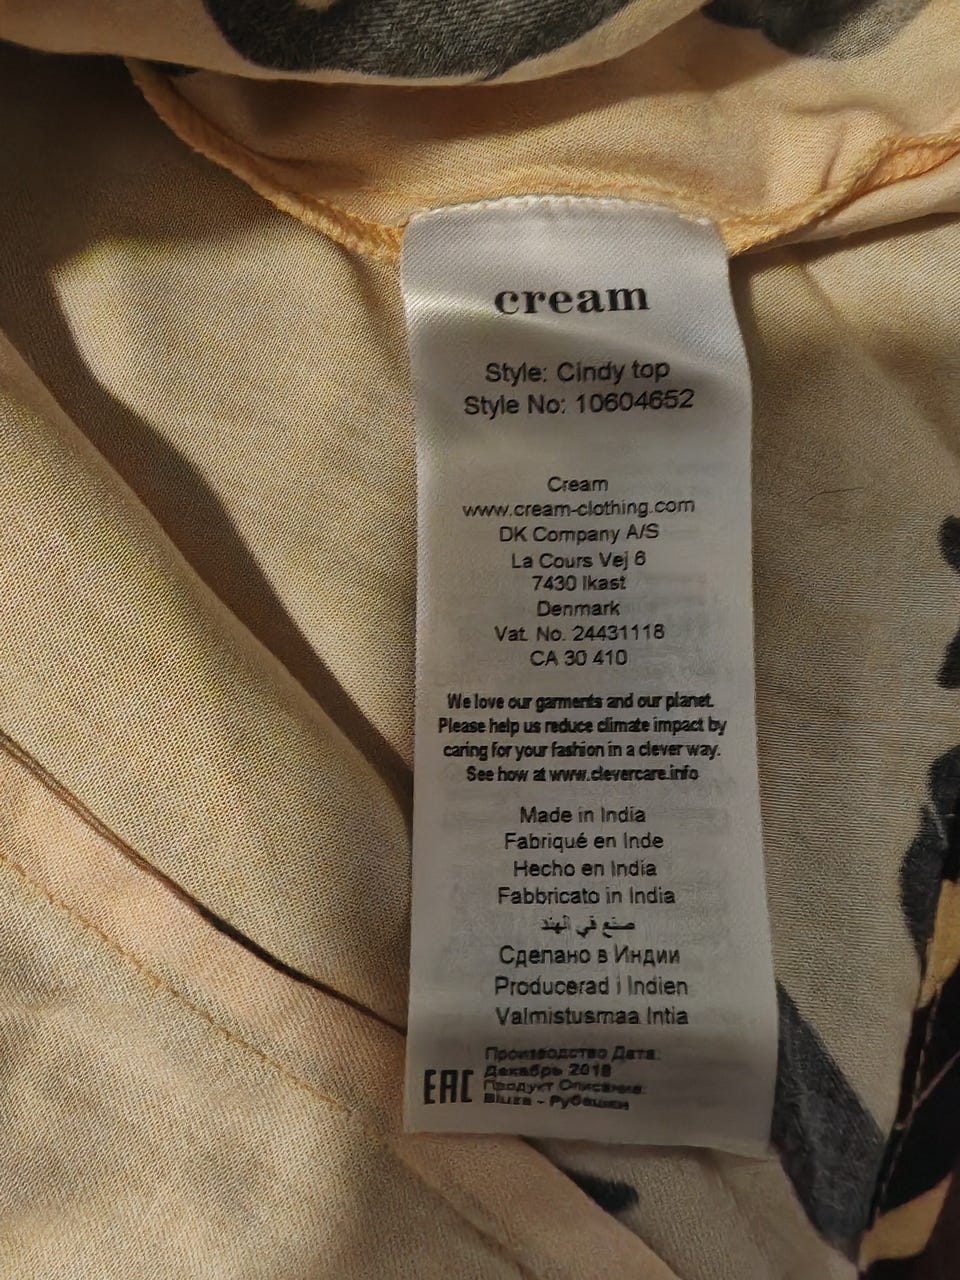 cream
Style: Cindy top
Style No: 10604652
Cream
www.cream-clothing.com
DK Company A/S
La Cours Vej 6
7430 Ikast
Denmark
Vat. No. 24431118
CA 30 410
We love our garments and our planet.
Please help us reduce climate impact by
caring for your fashion in a clever way.
See how at www.clevercare.info
Made in India
Fabriqué en Inde
Hecho en India
Fabbricato in India
صنع في الهند
Сделано в Индии
Producerad i Indien
Valmistusmaa Intia
EAC
Производство Дата:
Декабрь 2018
Продукт Описание:
Bluza - Рубашки